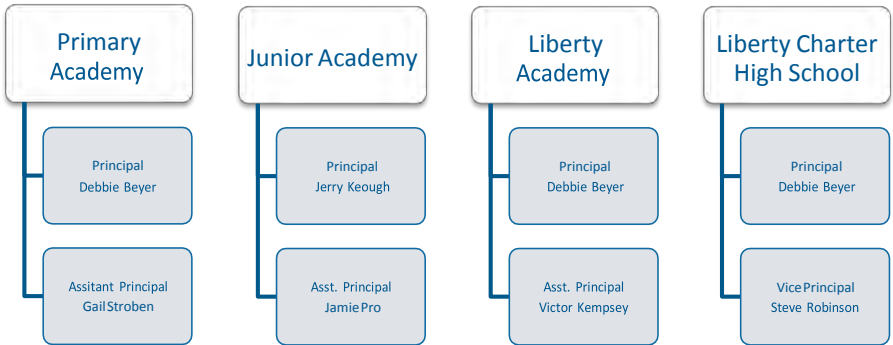 Primary
Academy
Principal
Debbie Beyer
Assitant Principal
Gail Stroben
Junior Academy
Principal
Jerry Keough
Asst. Principal
Jamie Pro
Liberty
Academy
Principal
Debbie Beyer
Asst. Principal
Victor Kempsey
Liberty Charter
High School
Principal
Debbie Beyer
Vice Principal
Steve Robinson